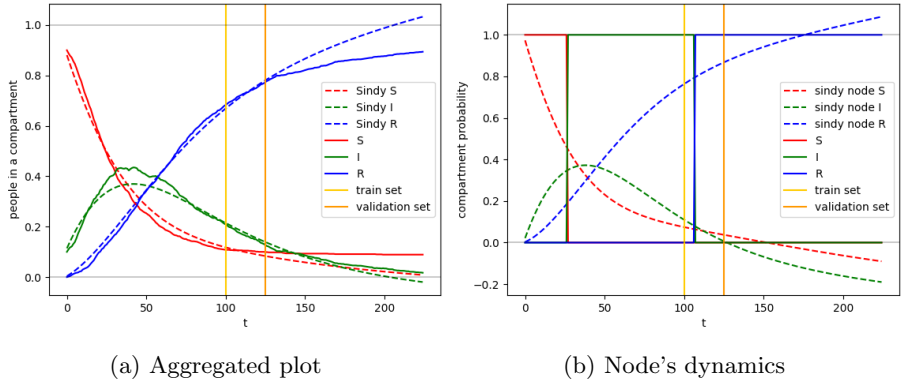 people in a compartment
1.0
0.8
0.6
0.4
0.2
0.0
Sindy S
Sindy I
Sindy R
S
I
R
train set
validation set
0 50 100 150 200
t
(a) Aggregated plot
compartment probability
1.0
0.8
0.6
0.4
0.2
0.0
−0.2
sindy node S
sindy node I
sindy node R
S
I
R
train set
validation set
0 50 100 150 200
t
(b) Node's dynamics